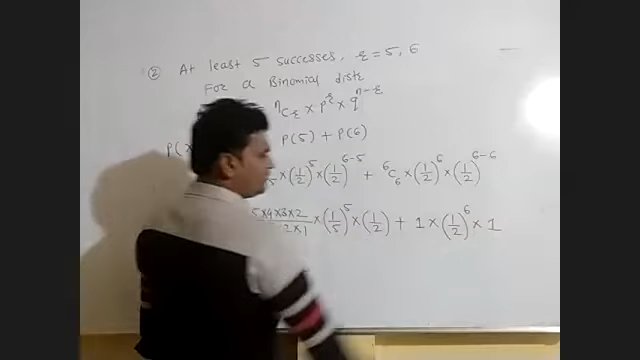 ② At least 5 successes, r = 5, 6
For a Binomial distr
ⁿCᵣ × pʳ × qⁿ⁻ʳ
P(x P(5) + P(6)
5 × (1/2)⁵ × (1/2)⁶⁻⁵ + ⁶C₆ × (1/2)⁶ × (1/2)⁶⁻⁶
5×4×3×2 / 2×1 × (1/5)⁵ × (1/2) + 1 × (1/2)⁶ × 1